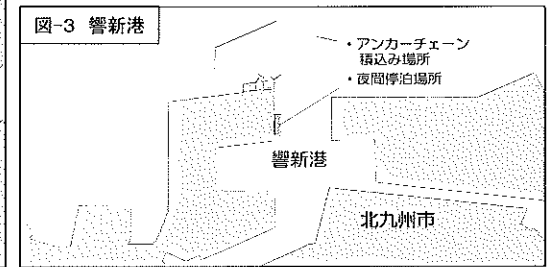 図-3 響新港
・アンカーチェーン
積込み場所
・夜間停泊場所
響新港
北九州市